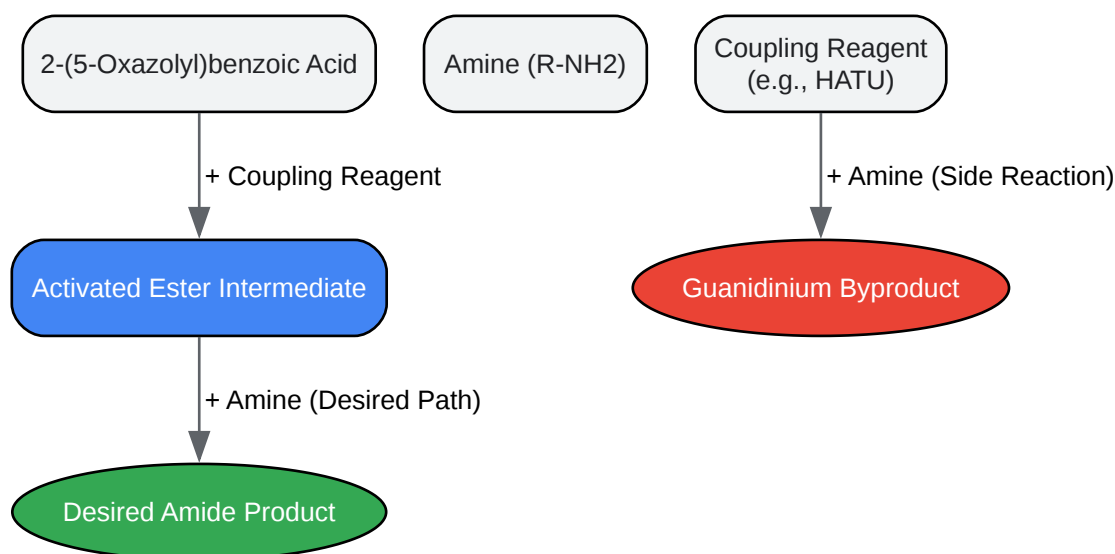 2-(5-Oxazolyl)benzoic Acid
Amine (R-NH2)
Coupling Reagent
(e.g., HATU)
+ Coupling Reagent
+ Amine (Side Reaction)
Activated Ester Intermediate
Guanidinium Byproduct
+ Amine (Desired Path)
Desired Amide Product